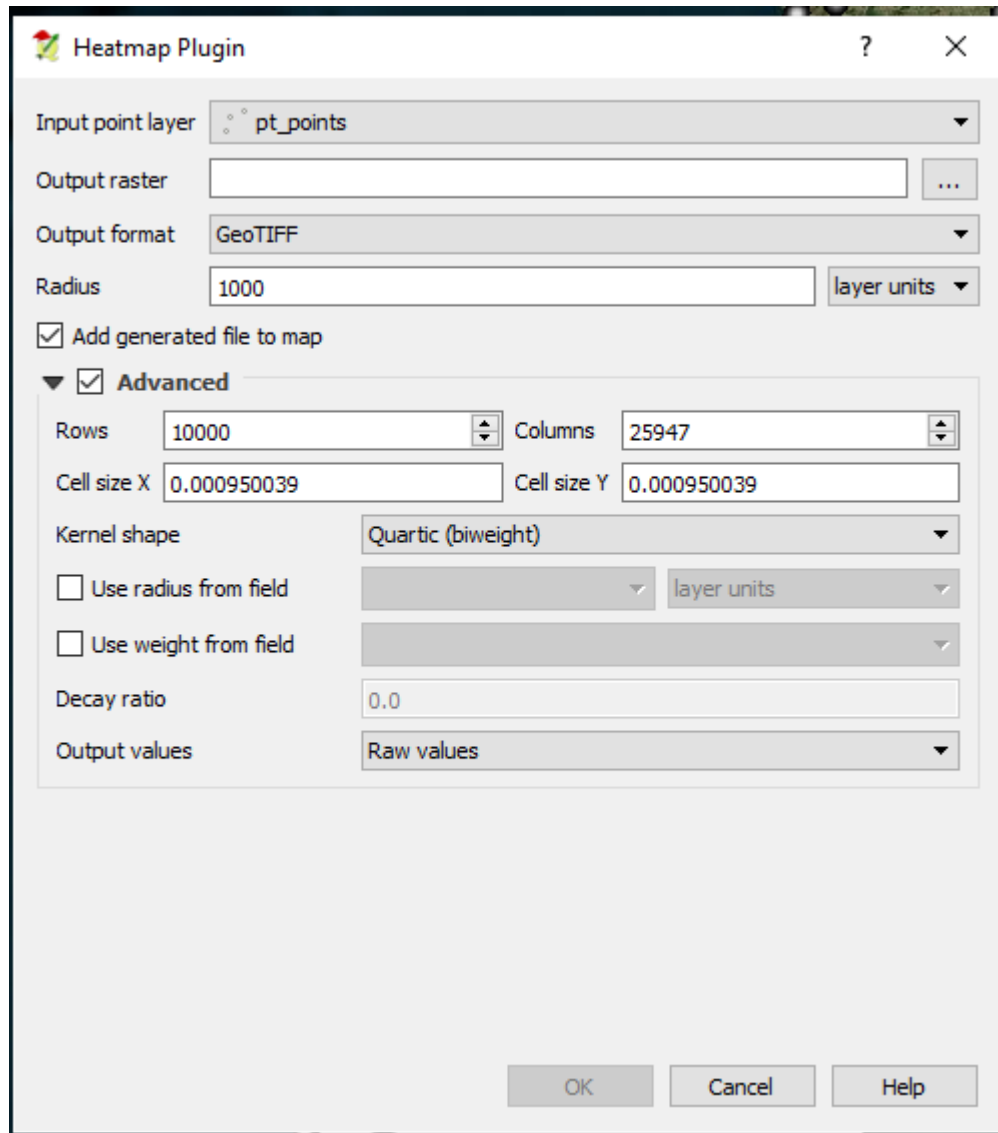 Heatmap Plugin ?
Input point layer pt_points
Output raster ...
Output format GeoTIFF
Radius 1000 layer units
Add generated file to map
Advanced
Rows 10000 Columns 25947
Cell size X 0.000950039 Cell size Y 0.000950039
Kernel shape Quartic (biweight)
Use radius from field layer units
Use weight from field
Decay ratio 0.0
Output values Raw values
OK Cancel Help